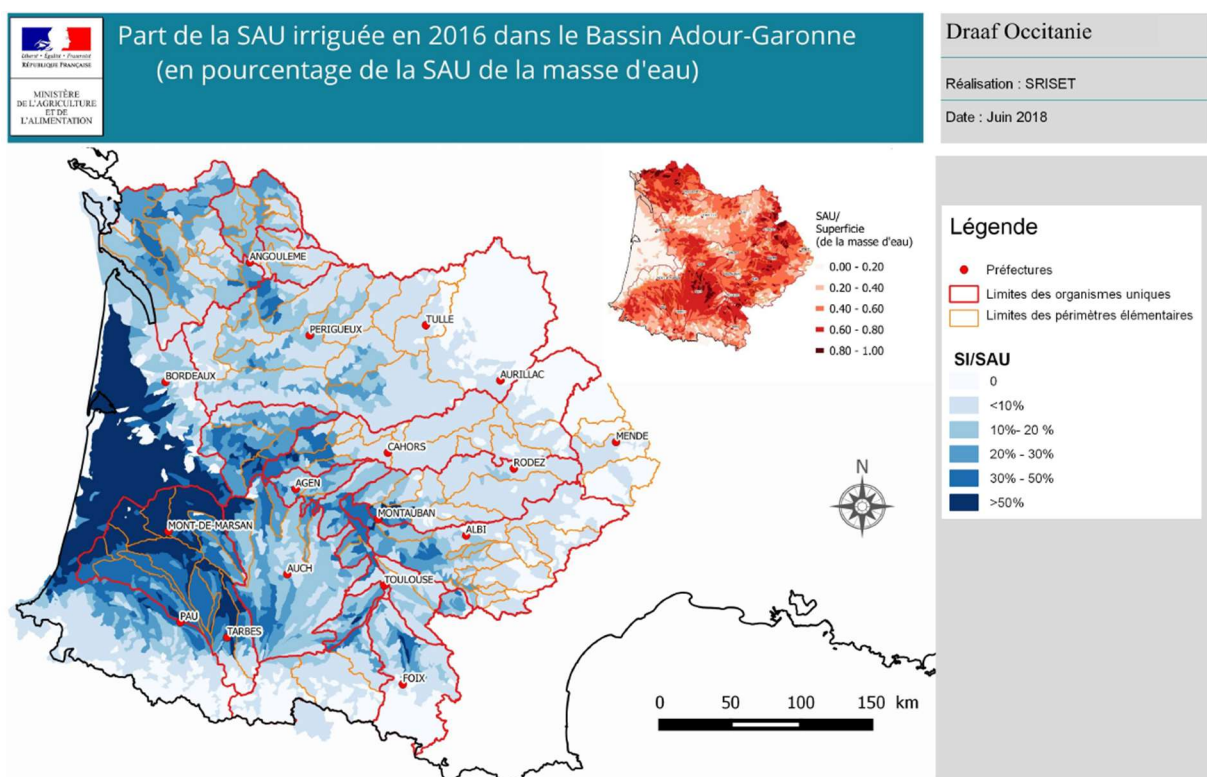 Liberté • Égalité • Fraternité
RÉPUBLIQUE FRANÇAISE
MINISTÈRE
DE L'AGRICULTURE
ET DE
L'ALIMENTATION
Part de la SAU irriguée en 2016 dans le Bassin Adour-Garonne
(en pourcentage de la SAU de la masse d'eau)
Draaf Occitanie
Réalisation : SRISET
Date : Juin 2018
SAU/
Superficie
(de la masse d'eau)
0.00 - 0.20
0.20 - 0.40
0.40 - 0.60
0.60 - 0.80
0.80 - 1.00
Légende
Préfectures
Limites des organismes uniques
Limites des périmètres élémentaires
SI/SAU
0
<10%
10%- 20 %
20% - 30%
30% - 50%
>50%
ANGOULEME
PERIGUEUX
TULLE
BORDEAUX
AURILLAC
MENDE
CAHORS
RODEZ
AGEN
MONTAUBAN
MONT-DE-MARSAN
ALBI
AUCH
TOULOUSE
PAU
TARBES
FOIX
N
0 50 100 150 km